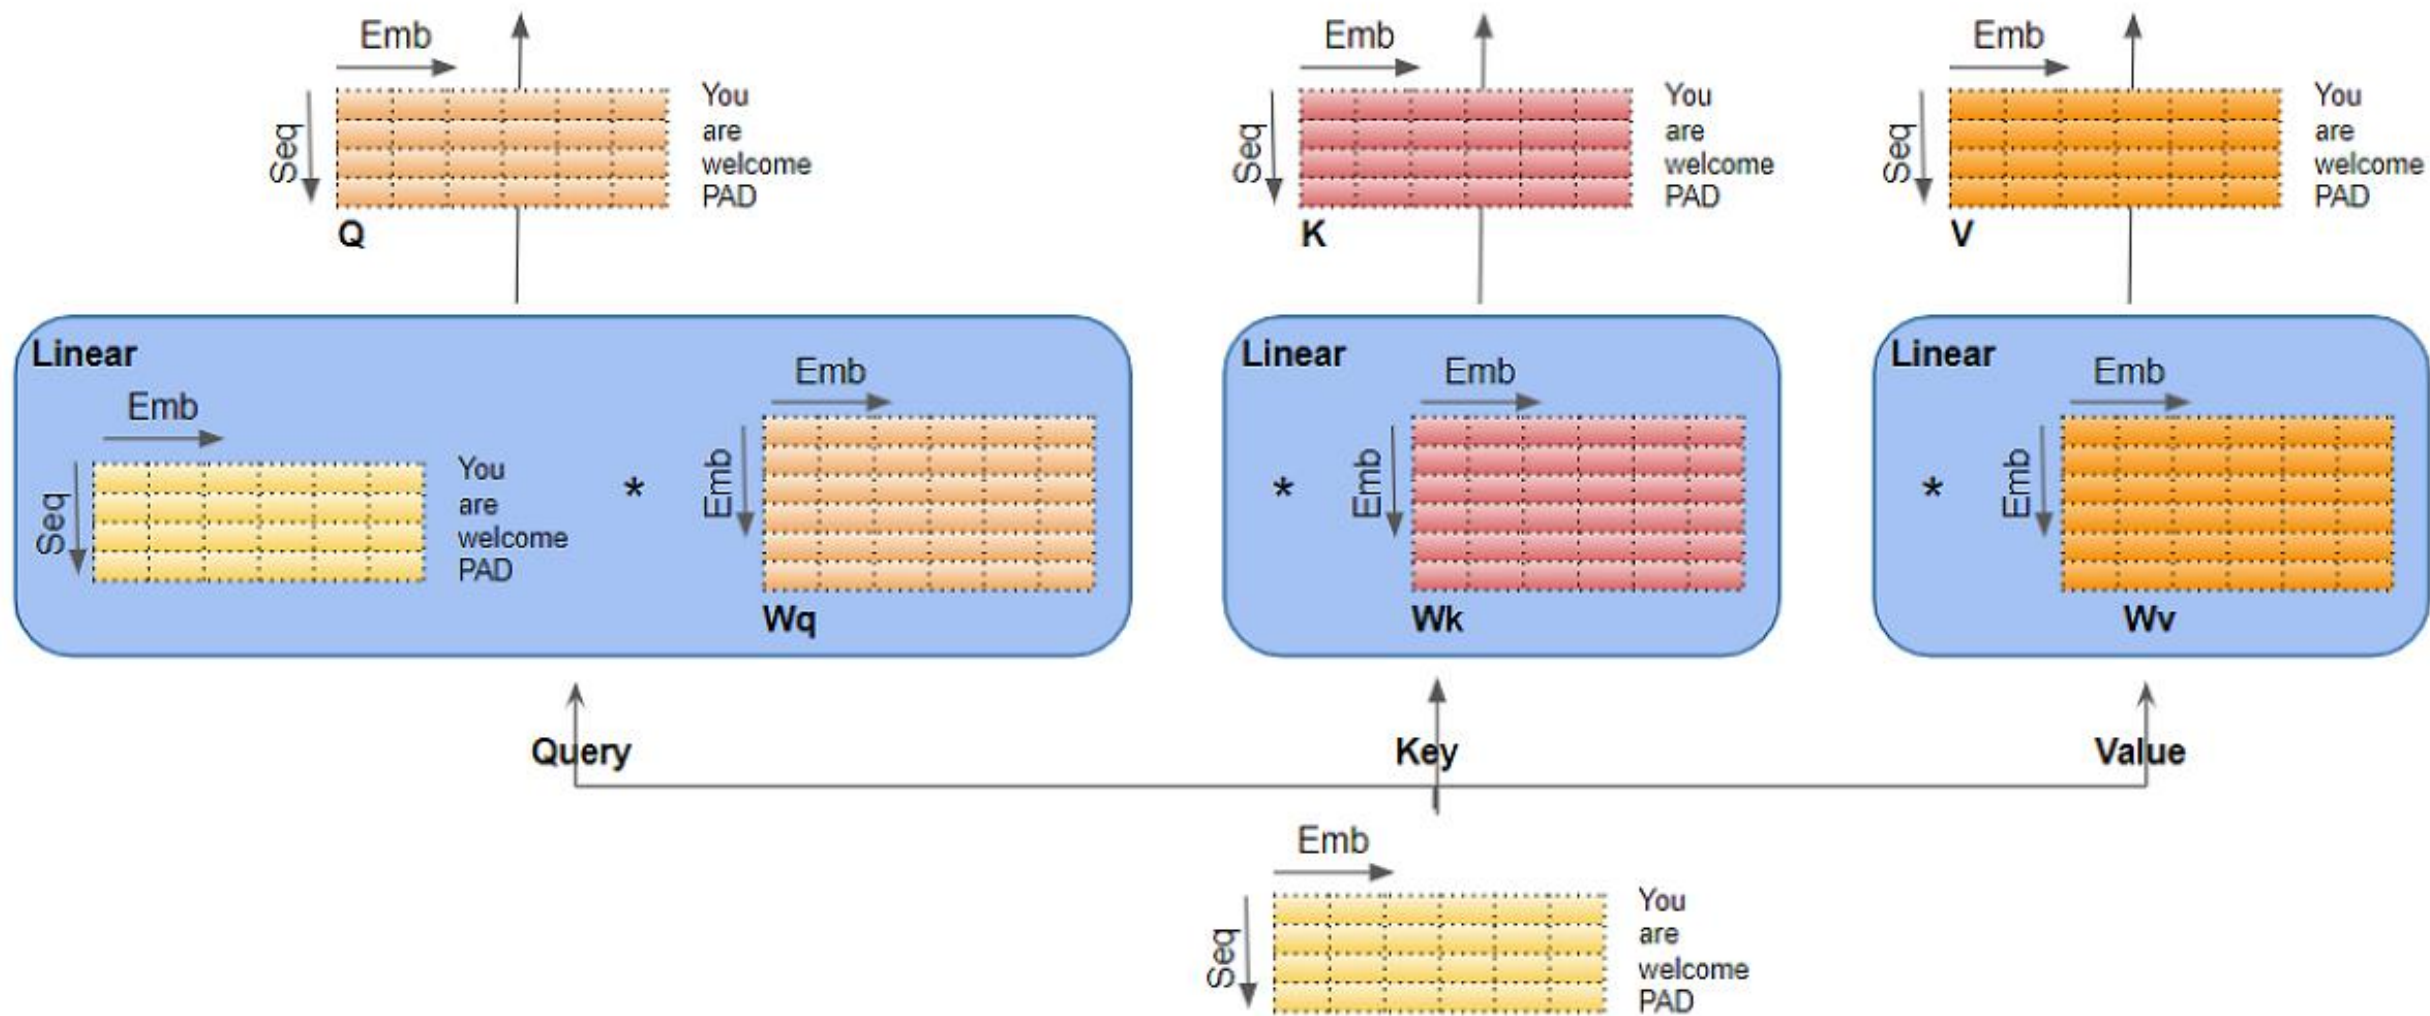 Emb
Seq
You
are
welcome
PAD
Q
Emb
Seq
You
are
welcome
PAD
K
Emb
Seq
You
are
welcome
PAD
V
Linear
Emb
Seq
You
are
welcome
PAD
*
Emb
Emb
Wq
Linear
*
Emb
Emb
Wk
Linear
*
Emb
Emb
Wv
Query
Key
Value
Emb
Seq
You
are
welcome
PAD